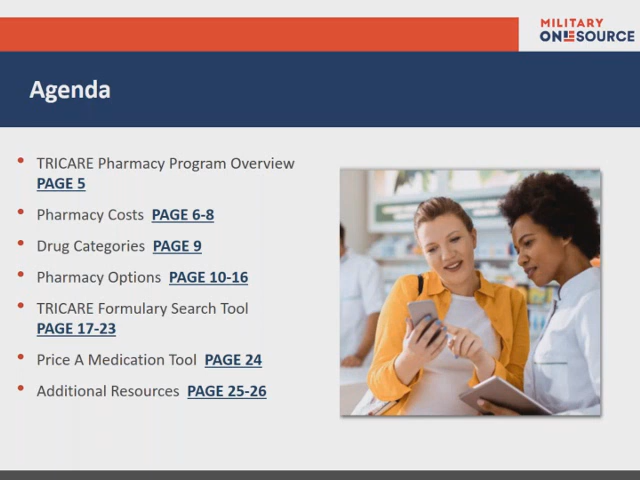 MILITARY
ONESOURCE
Agenda
• TRICARE Pharmacy Program Overview
PAGE 5
• Pharmacy Costs PAGE 6-8
• Drug Categories PAGE 9
• Pharmacy Options PAGE 10-16
• TRICARE Formulary Search Tool
PAGE 17-23
• Price A Medication Tool PAGE 24
• Additional Resources PAGE 25-26